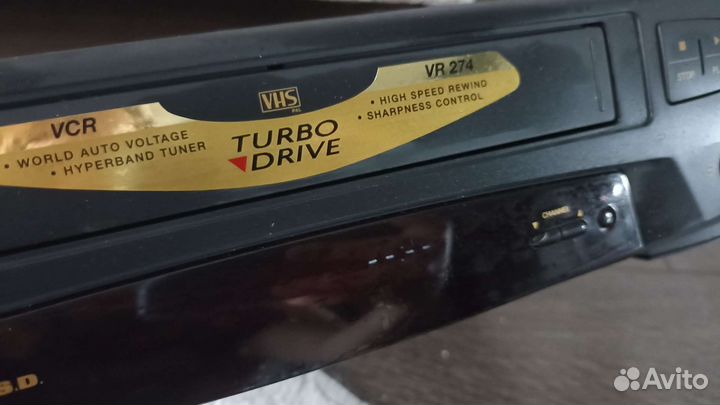 VCR
• WORLD AUTO VOLTAGE
• HYPERBAND TUNER
VHS
PAL
TURBO
DRIVE
VR 274
• HIGH SPEED REWIND
• SHARPNESS CONTROL
STOP
CHANNEL
- - - -
S.D.
Avito